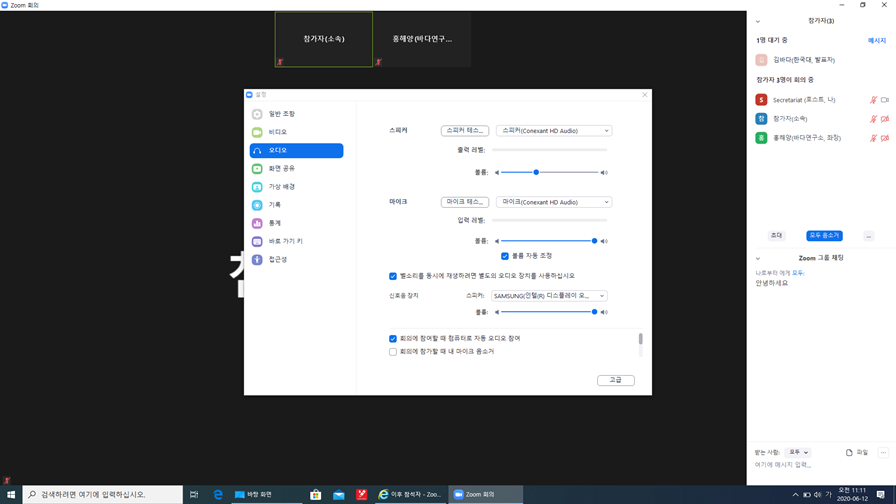 Zoom 회의
참가자(소속)
홍해양(바다연구...
참가자(3)
1명 대기 중
메시지
김
김바다(한국대, 발표자)
참가자 3명이 회의 중
S
Secretariat (호스트, 나)
참
참가자(소속)
홍
홍해양(바다연구소, 좌장)
초대
모두 음소거
...
Zoom 그룹 채팅
나로부터 에게 모두:
안녕하세요
받는 사람:
모두
파일
...
여기에 메시지 입력...
설정
일반 조항
비디오
오디오
화면 공유
가상 배경
기록
통계
바로 가기 키
접근성
스피커
스피커 테스...
스피커(Conexant HD Audio)
출력 레벨:
볼륨:
마이크
마이크 테스...
마이크(Conexant HD Audio)
입력 레벨:
볼륨:
볼륨 자동 조정
벨소리를 동시에 재생하려면 별도의 오디오 장치를 사용하십시오
신호음 장치
스피커:
SAMSUNG(인텔(R) 디스플레이 오...
볼륨:
회의에 참여할 때 컴퓨터로 자동 오디오 참여
회의에 참가할 때 내 마이크 음소거
고급
검색하려면 여기에 입력하십시오.
바탕 화면
이후 참석자 - Zoo...
Zoom 회의
가
오전 11:11
2020-06-12